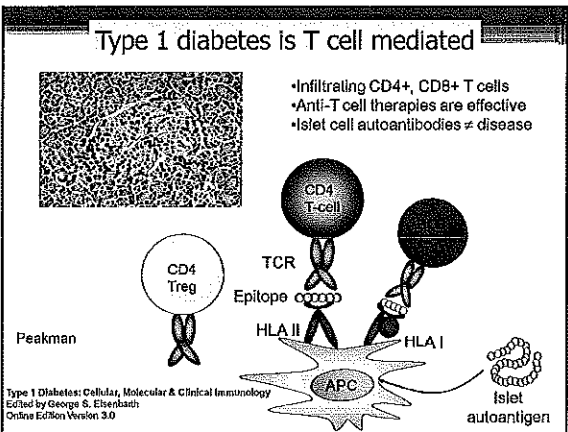 Type 1 diabetes is T cell mediated
•Infiltrating CD4+, CD8+ T cells
•Anti-T cell therapies are effective
•Islet cell autoantibodies ≠ disease
CD4
T-cell
CD4
Treg
TCR
Epitope
HLA II
HLA I
APC
Peakman
Islet
autoantigen
Type 1 Diabetes: Cellular, Molecular & Clinical Immunology
Edited by George S. Eisenbarth
Online Edition Version 3.0